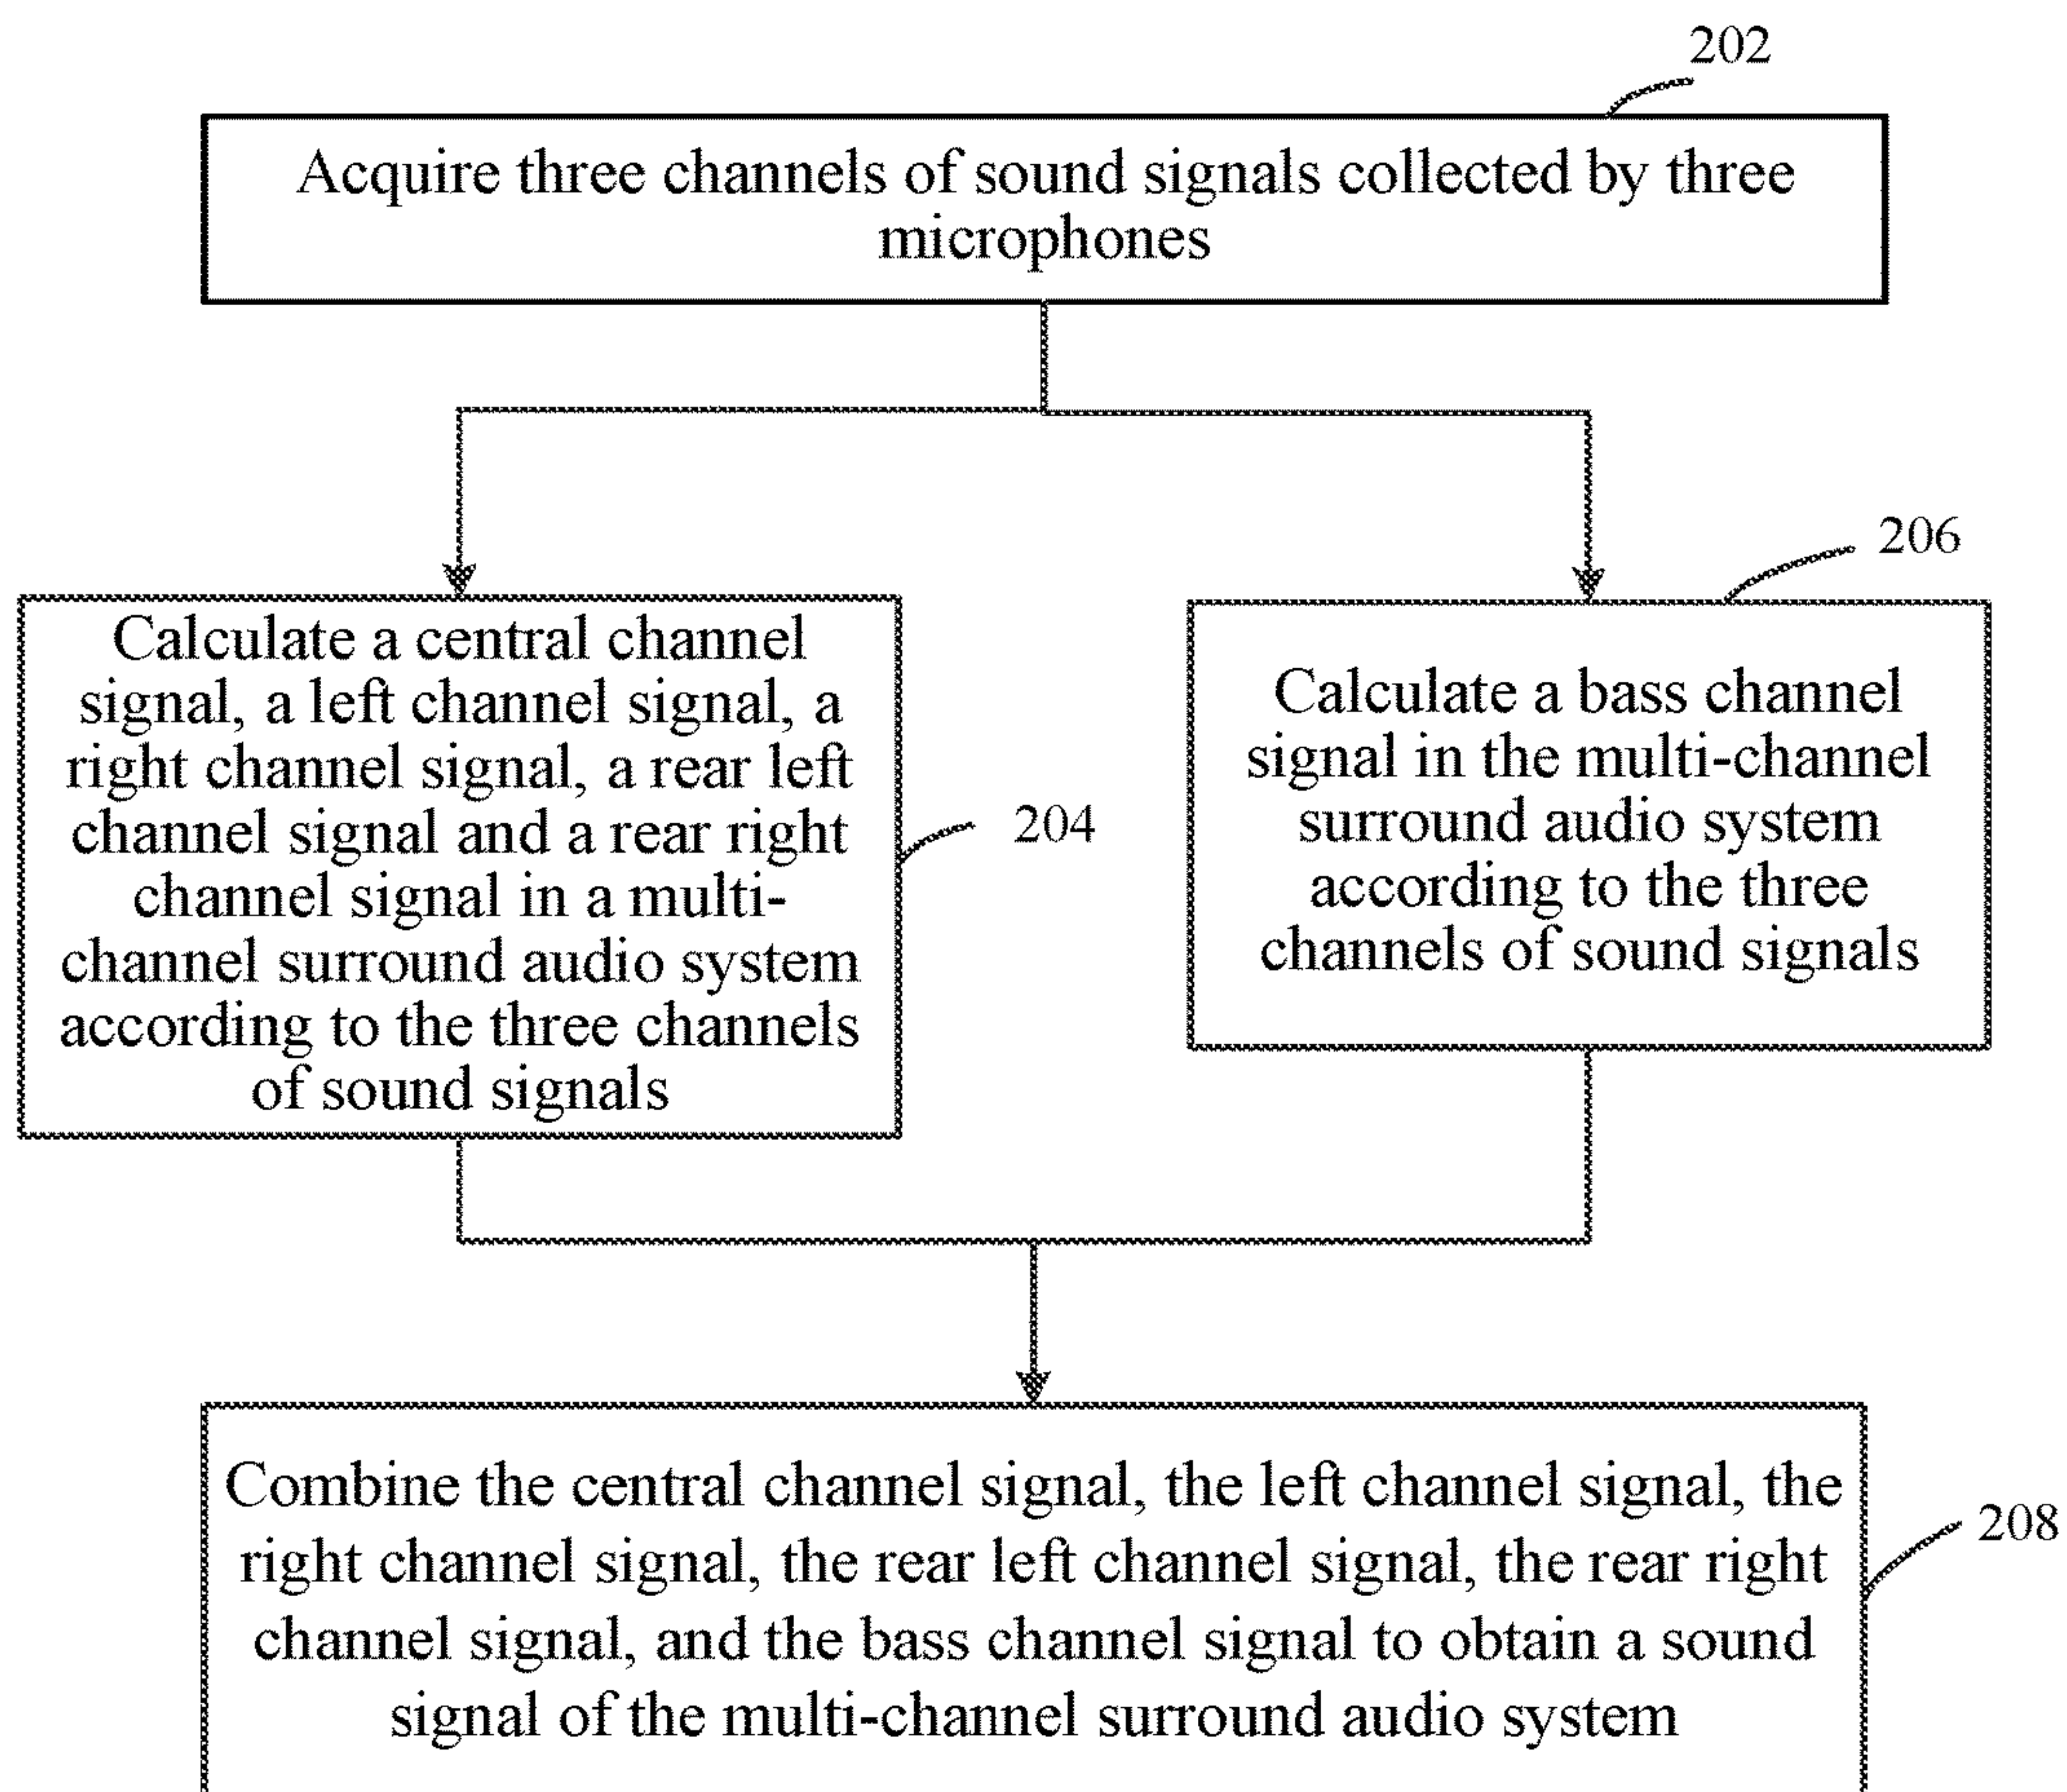 202
Acquire three channels of sound signals collected by three
microphones
Calculate a central channel
signal, a left channel signal, a
right channel signal, a rear left
channel signal and a rear right
channel signal in a multi-
channel surround audio system
according to the three channels
of sound signals
204
206
Calculate a bass channel
signal in the multi-channel
surround audio system
according to the three
channels of sound signals
Combine the central channel signal, the left channel signal, the
right channel signal, the rear left channel signal, the rear right
channel signal, and the bass channel signal to obtain a sound
signal of the multi-channel surround audio system
208